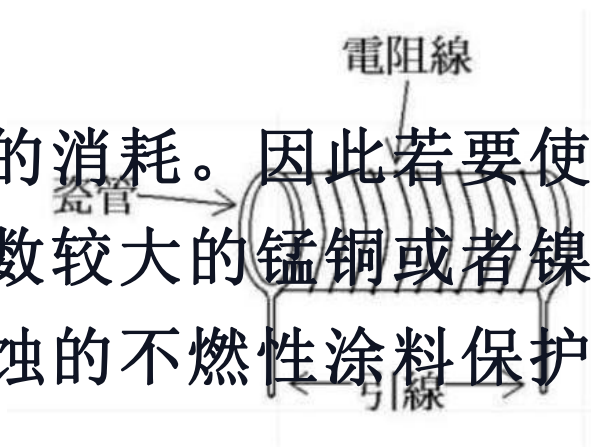 電阻線
的消耗。因此若要使
瓷管
数较大的锰铜或者镍
蚀的不燃性涂料保护
引線